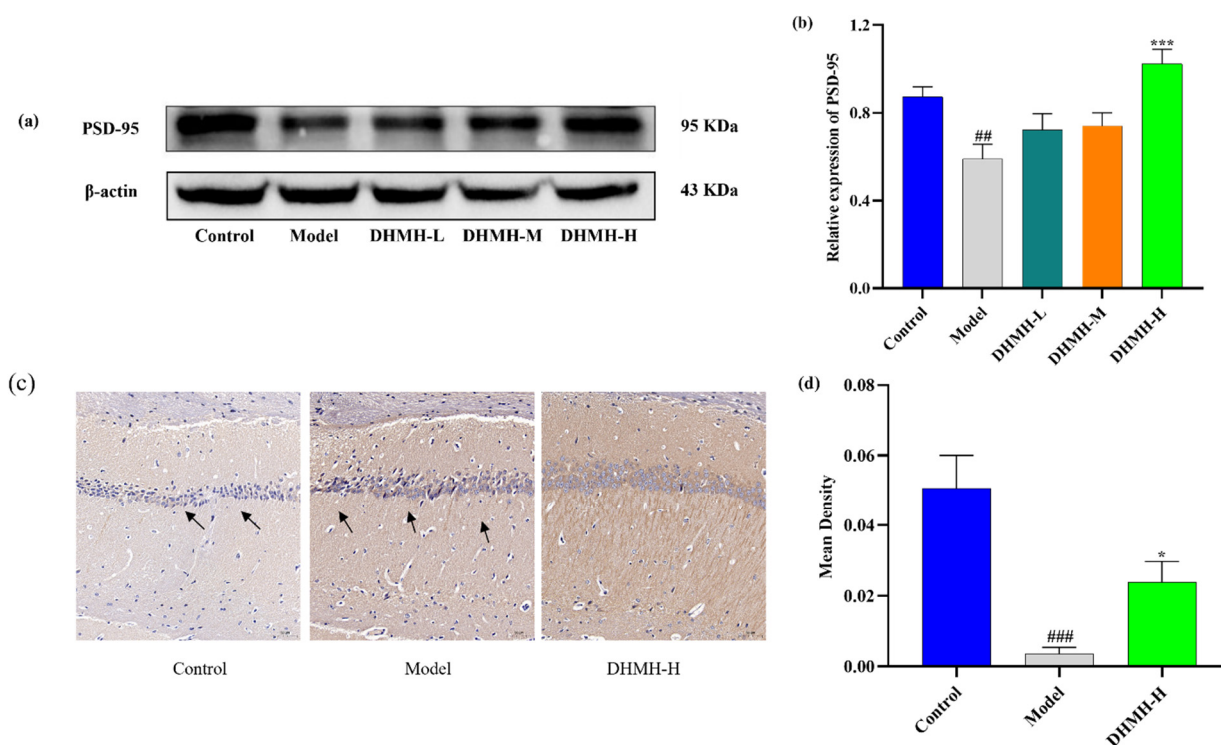 (a)
PSD-95
95 KDa
β-actin
43 KDa
Control Model DHMH-L DHMH-M DHMH-H
(b)
Relative expression of PSD-95
1.2
0.8
0.4
0.0
##
***
Control
Model
DHMH-L
DHMH-M
DHMH-H
(c)
Control Model DHMH-H
(d)
Mean Density
0.08
0.06
0.04
0.02
0.00
###
*
Control
Model
DHMH-H